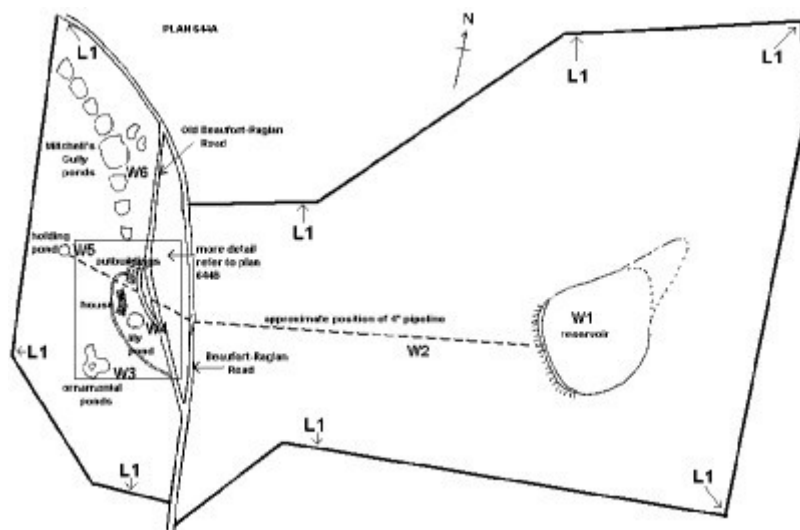 PLAN 644A
N
L1
L1
L1
Old Beaufort-Raglan
Road
Mitchell's
Gully
ponds
W6
L1
holding
pond
W5
outbuildings
more detail
refer to plan
644B
house
W4
lily
pond
approximate position of 4" pipeline
W1
reservoir
W2
L1
W3
ornamental
ponds
Beaufort-Raglan
Road
L1
L1
L1